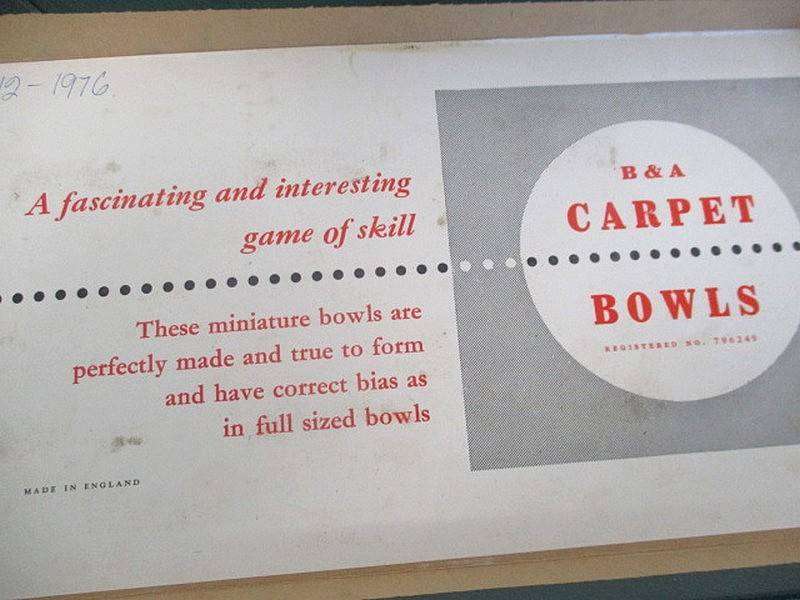 12-1976.
A fascinating and interesting
game of skill
These miniature bowls are
perfectly made and true to form
and have correct bias as
in full sized bowls
MADE IN ENGLAND
B & A
CARPET
BOWLS
REGISTERED NO. 796249